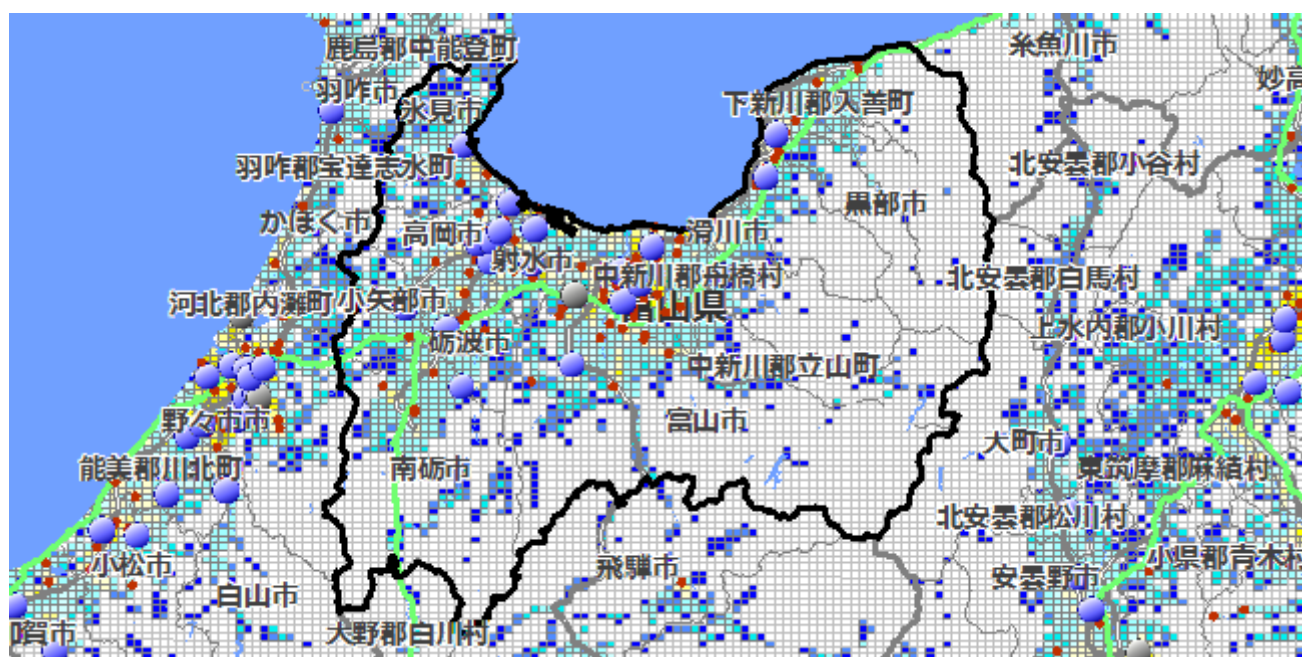 鹿島郡中能登町
糸魚川市
妙高
羽咋市
氷見市
下新川郡入善町
羽咋郡宝達志水町
北安曇郡小谷村
かほく市
高岡市
滑川市
黒部市
射水市
中新川郡舟橋村
北安曇郡白馬村
河北郡内灘町
小矢部市
富山県
上水内郡小川村
砺波市
中新川郡立山町
野々市市
富山市
大町市
能美郡川北町
南砺市
東筑摩郡麻績村
北安曇郡松川村
小松市
飛騨市
安曇野市
小県郡青木村
白山市
加賀市
大野郡白川村